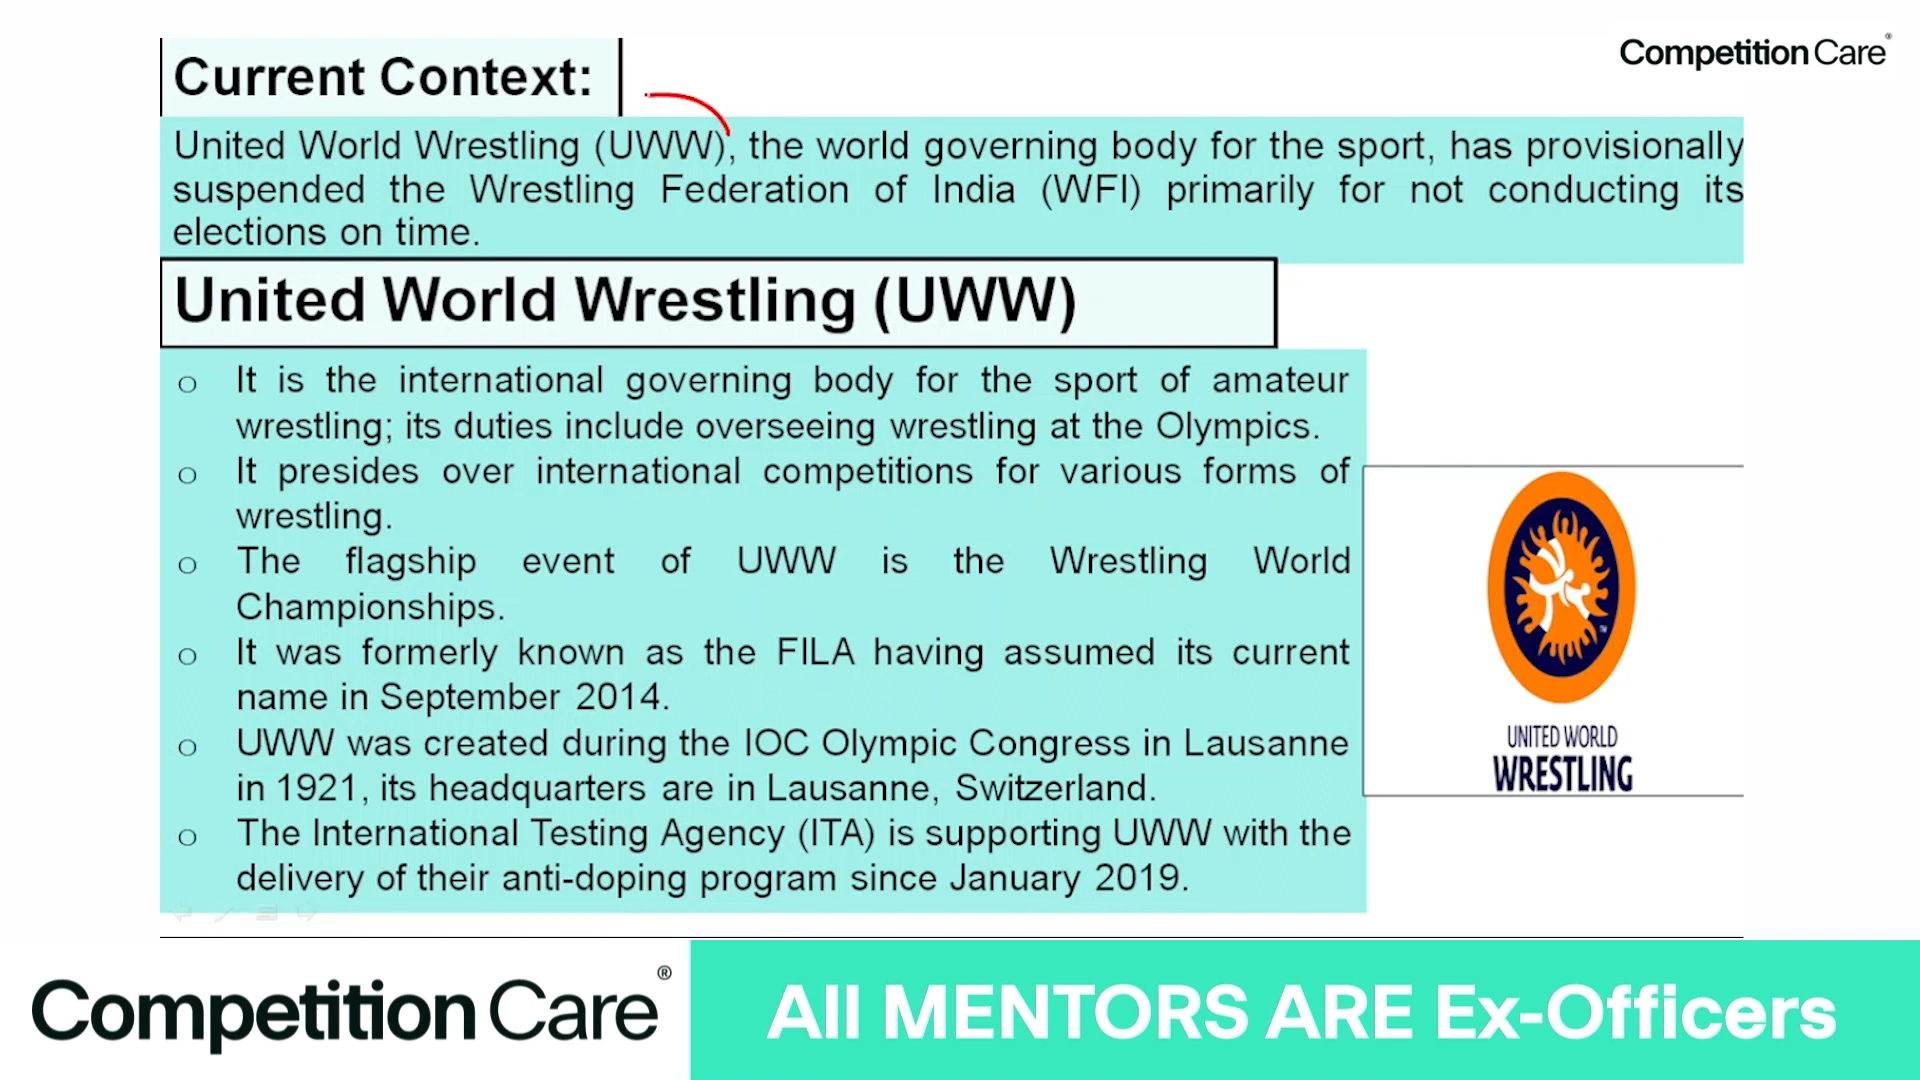 Competition Care®
Current Context:
United World Wrestling (UWW), the world governing body for the sport, has provisionally
suspended the Wrestling Federation of India (WFI) primarily for not conducting its
elections on time.
United World Wrestling (UWW)
o It is the international governing body for the sport of amateur
wrestling; its duties include overseeing wrestling at the Olympics.
o It presides over international competitions for various forms of
wrestling.
o The flagship event of UWW is the Wrestling World
Championships.
o It was formerly known as the FILA having assumed its current
name in September 2014.
o UWW was created during the IOC Olympic Congress in Lausanne
in 1921, its headquarters are in Lausanne, Switzerland.
o The International Testing Agency (ITA) is supporting UWW with the
delivery of their anti-doping program since January 2019.
TM
UNITED WORLD
WRESTLING
Competition Care®
All MENTORS ARE Ex-Officers